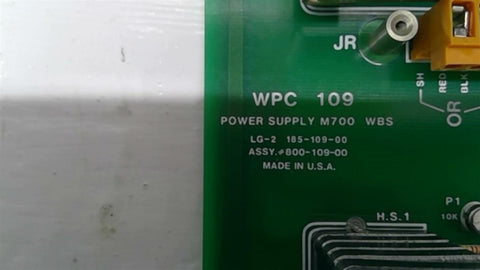 JR
WPC 109
POWER SUPPLY M700 WBS
LG-2 185-109-00
ASSY.#800-109-00
MADE IN U.S.A.
SH
RED
BLK
OR
P1
10K
H.S.1